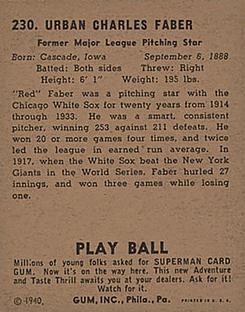 230. URBAN CHARLES FABER
Former Major League Pitching Star
Born: Cascade, Iowa September 6, 1888
Batted: Both sides Threw: Right
Height: 6' 1" Weight: 195 lbs.
"Red" Faber was a pitching star with the
Chicago White Sox for twenty years from 1914
through 1933. He was a smart, consistent
pitcher, winning 253 against 211 defeats. He
won 20 or more games four times, and twice
led the league in earned run average. In
1917, when the White Sox beat the New York
Giants in the World Series, Faber hurled 27
innings, and won three games while losing
one.
PLAY BALL
Millions of young folks asked for SUPERMAN CARD
GUM. Now it's on the way here. This new Adventure
and Taste Thrill awaits you at your dealers. Ask for it!
Watch for it.
© 1940, GUM, INC., Phila., Pa. PRINTED IN U. S. A.